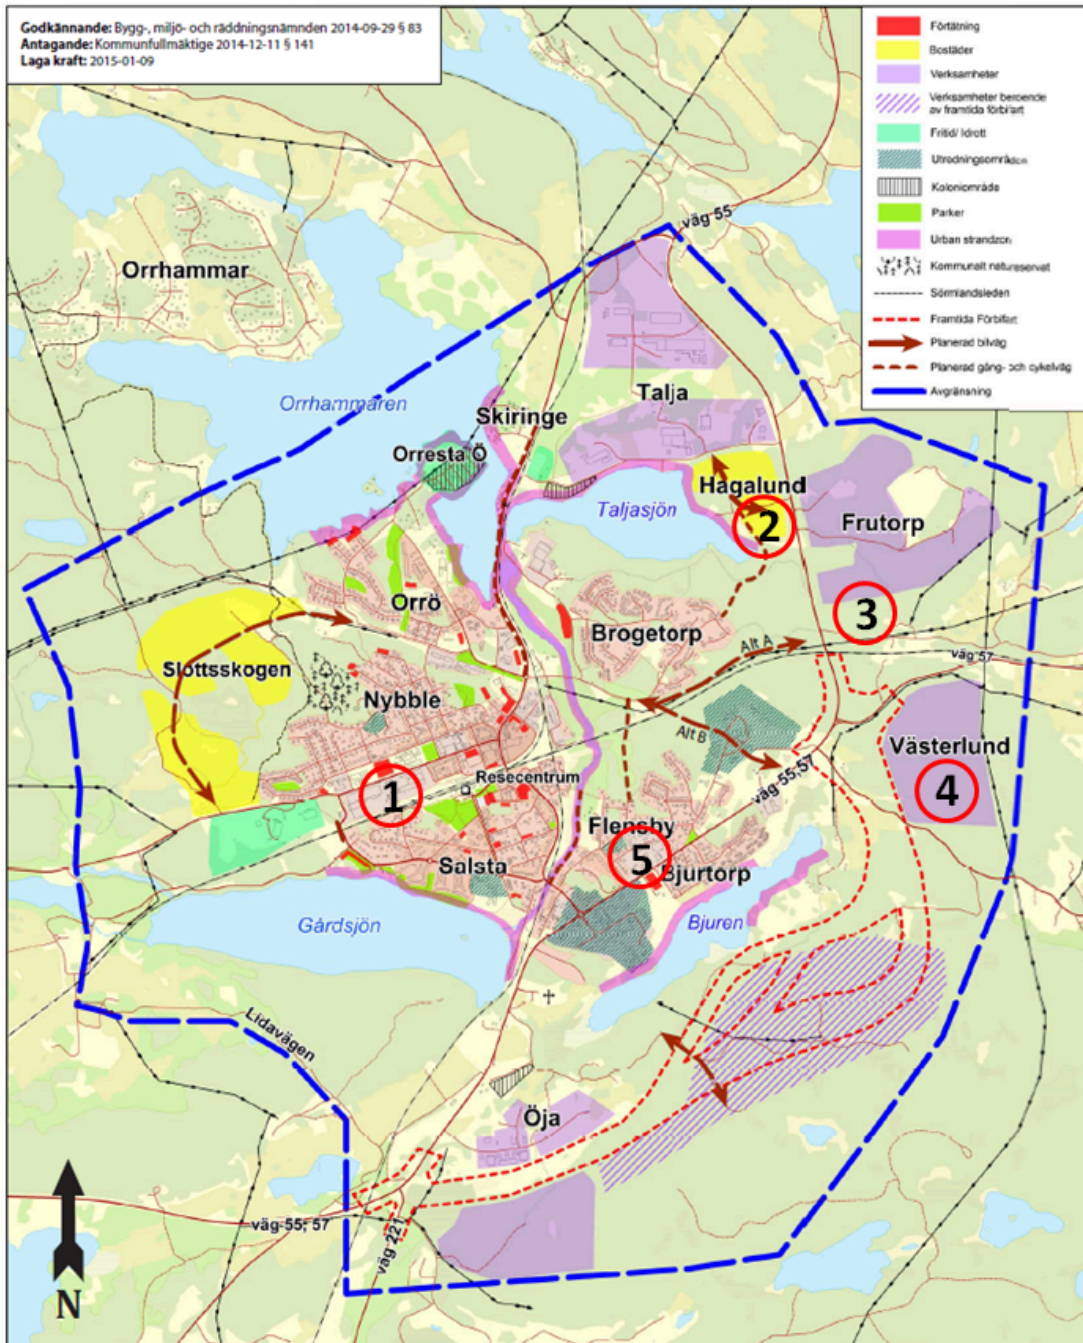 Godkännande: Bygg-, miljö- och räddningsnämnden 2014-09-29 § 83
Antagande: Kommunfullmäktige 2014-12-11 § 141
Laga kraft: 2015-01-09
Förtätning
Bostäder
Verksamheter
Verksamheter beroende
av framtida förbifart
Fritid/ Idrott
Utredningsområden
Koloniområde
Parker
Urban strandzon
Kommunalt naturreservat
Sörmlandsleden
Framtida Förbifart
Planerad bilväg
Planerad gång- och cykelväg
Avgränsning
väg 55
Orrhammar
Talja
Orrhammaren
Skiringe
Orresta Ö
Hagalund
Taljasjön
2
Frutorp
Orrö
3
Brogetorp
Alt A
väg 57
Slottsskogen
Nybble
Alt B
Västerlund
Resecentrum
väg 55,57
1
4
Flensby
5
Salsta
Bjurtorp
Gårdsjön
Bjuren
Lidavägen
Öja
väg 55; 57
väg 221
N